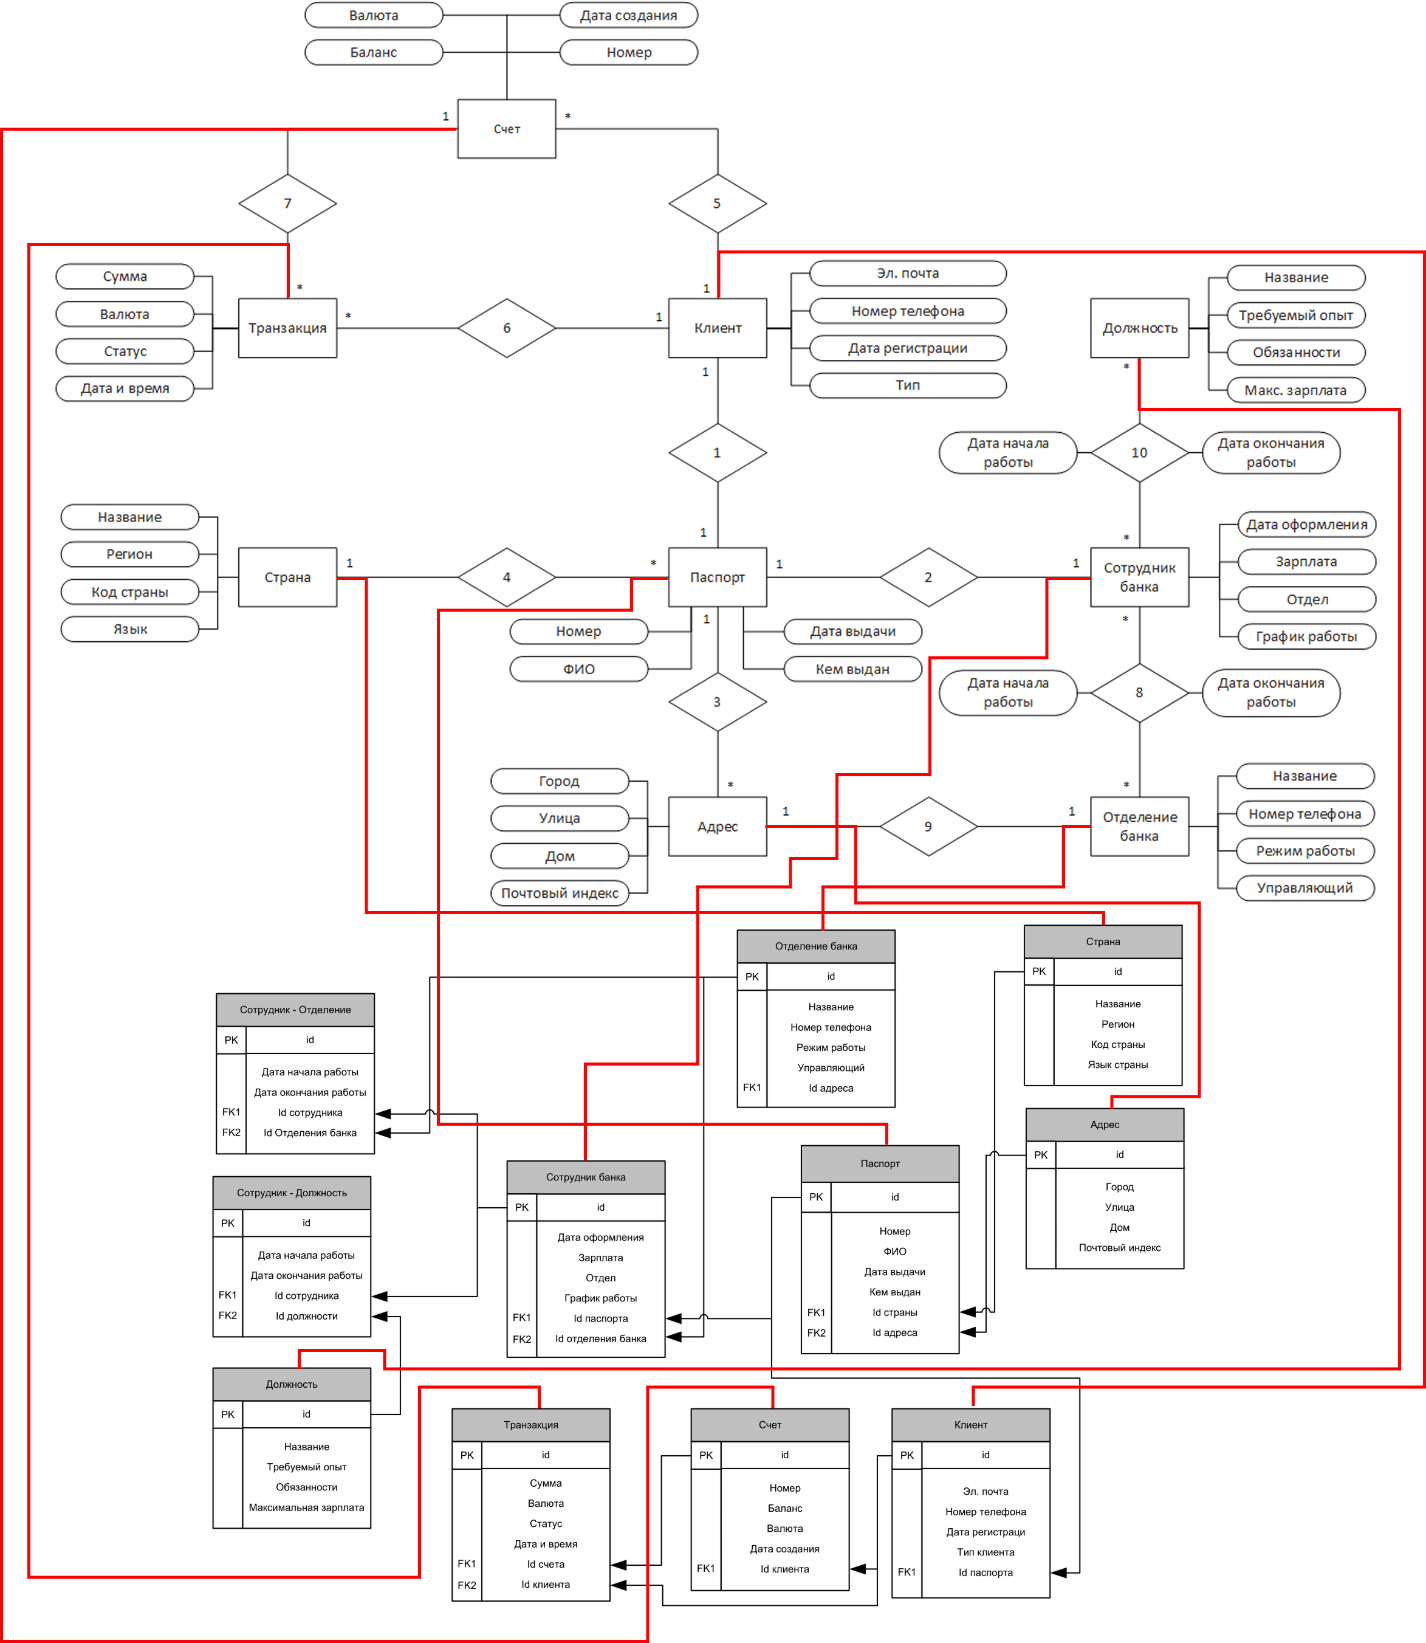 Валюта
Дата создания
Баланс
Номер
1
Счет
*
7
5
Сумма
Валюта
Статус
Дата и время
*
Транзакция
*
6
1
1
Клиент
1
Эл. почта
Номер телефона
Дата регистрации
Тип
Должность
*
Название
Требуемый опыт
Обязанности
Макс. зарплата
1
Дата начала
работы
10
Дата окончания
работы
Название
Регион
Код страны
Язык
Страна
1
4
*
1
Паспорт
1
1
2
1
*
Сотрудник
банка
*
Дата оформления
Зарплата
Отдел
График работы
Номер
ФИО
Дата выдачи
Кем выдан
3
Дата начала
работы
8
Дата окончания
работы
Город
Улица
Дом
Почтовый индекс
*
Адрес
1
9
1
*
Отделение
банка
Название
Номер телефона
Режим работы
Управляющий
Отделение банка
PK
id
Название
Номер телефона
Режим работы
Управляющий
FK1
Id адреса
Страна
PK
id
Название
Регион
Код страны
Язык страны
Сотрудник - Отделение
PK
id
Дата начала работы
Дата окончания работы
FK1
Id сотрудника
FK2
Id Отделения банка
Адрес
PK
id
Город
Улица
Дом
Почтовый индекс
Сотрудник - Должность
PK
id
Дата начала работы
Дата окончания работы
FK1
Id сотрудника
FK2
Id должности
Сотрудник банка
PK
id
Дата оформления
Зарплата
Отдел
График работы
FK1
Id паспорта
FK2
Id отделения банка
Паспорт
PK
id
Номер
ФИО
Дата выдачи
Кем выдан
FK1
Id страны
FK2
Id адреса
Должность
PK
id
Название
Требуемый опыт
Обязанности
Максимальная зарплата
Транзакция
PK
id
Сумма
Валюта
Статус
Дата и время
FK1
Id счета
FK2
Id клиента
Счет
PK
id
Номер
Баланс
Валюта
Дата создания
FK1
Id клиента
Клиент
PK
id
Эл. почта
Номер телефона
Дата регистраци
Тип клиента
FK1
Id паспорта